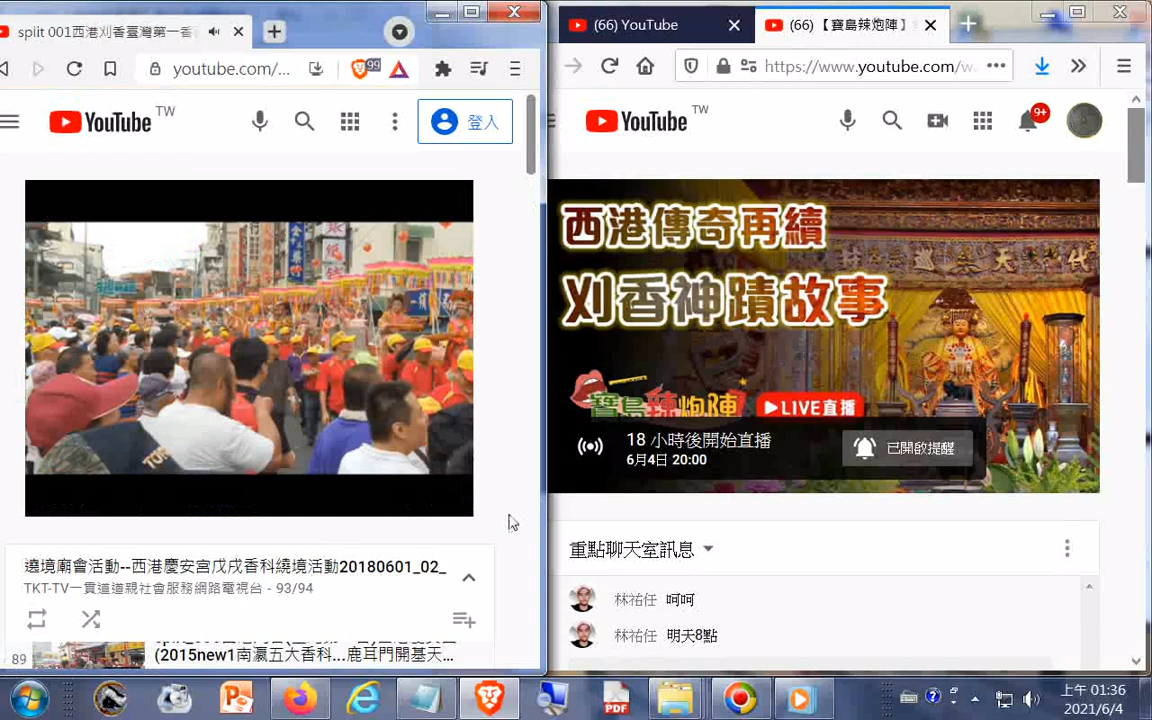 split 001西港刈香臺灣第一香
(66) YouTube
(66) 【寶島辣炮陣】
youtube.com/...
99
https://www.youtube.com/w
YouTube TW
登入
YouTube TW
9+
西港傳奇再續
刈香神蹟故事
寶島辣炮陣
LIVE直播
18 小時後開始直播
6月4日 20:00
已開啟提醒
遶境廟會活動--西港慶安宮戊戌香科繞境活動20180601_02_
TKT-TV一貫道道親社會服務網路電視台 - 93/94
89
(2015new1南瀛五大香科...鹿耳門開基天...
重點聊天室訊息
林祐任 呵呵
林祐任 明天8點
PDF
上午 01:36
2021/6/4